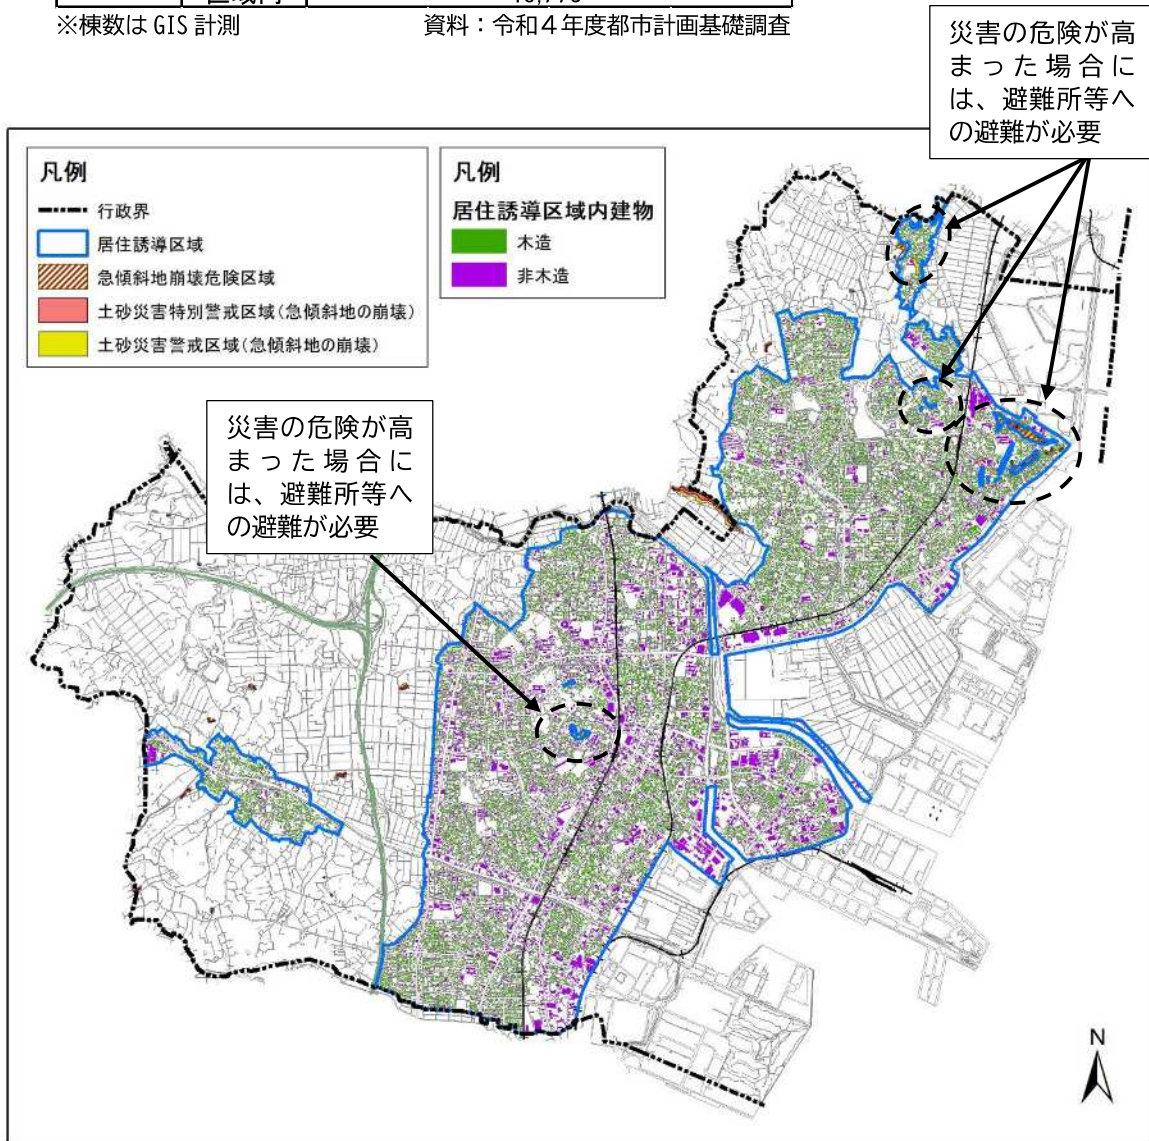 ※棟数は GIS 計測
資料：令和４年度都市計画基礎調査
災害の危険が高
まった場合に
は、避難所等へ
の避難が必要
凡例
行政界
居住誘導区域
急傾斜地崩壊危険区域
土砂災害特別警戒区域(急傾斜地の崩壊)
土砂災害警戒区域(急傾斜地の崩壊)
凡例
居住誘導区域内建物
木造
非木造
災害の危険が高
まった場合に
は、避難所等へ
の避難が必要
N